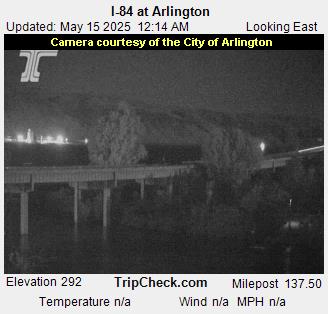 I-84 at Arlington
Updated: May 15 2025 12:14 AM Looking East
Camera courtesy of the City of Arlington
Elevation 292 TripCheck.com Milepost 137.50
Temperature n/a Wind n/a MPH n/a